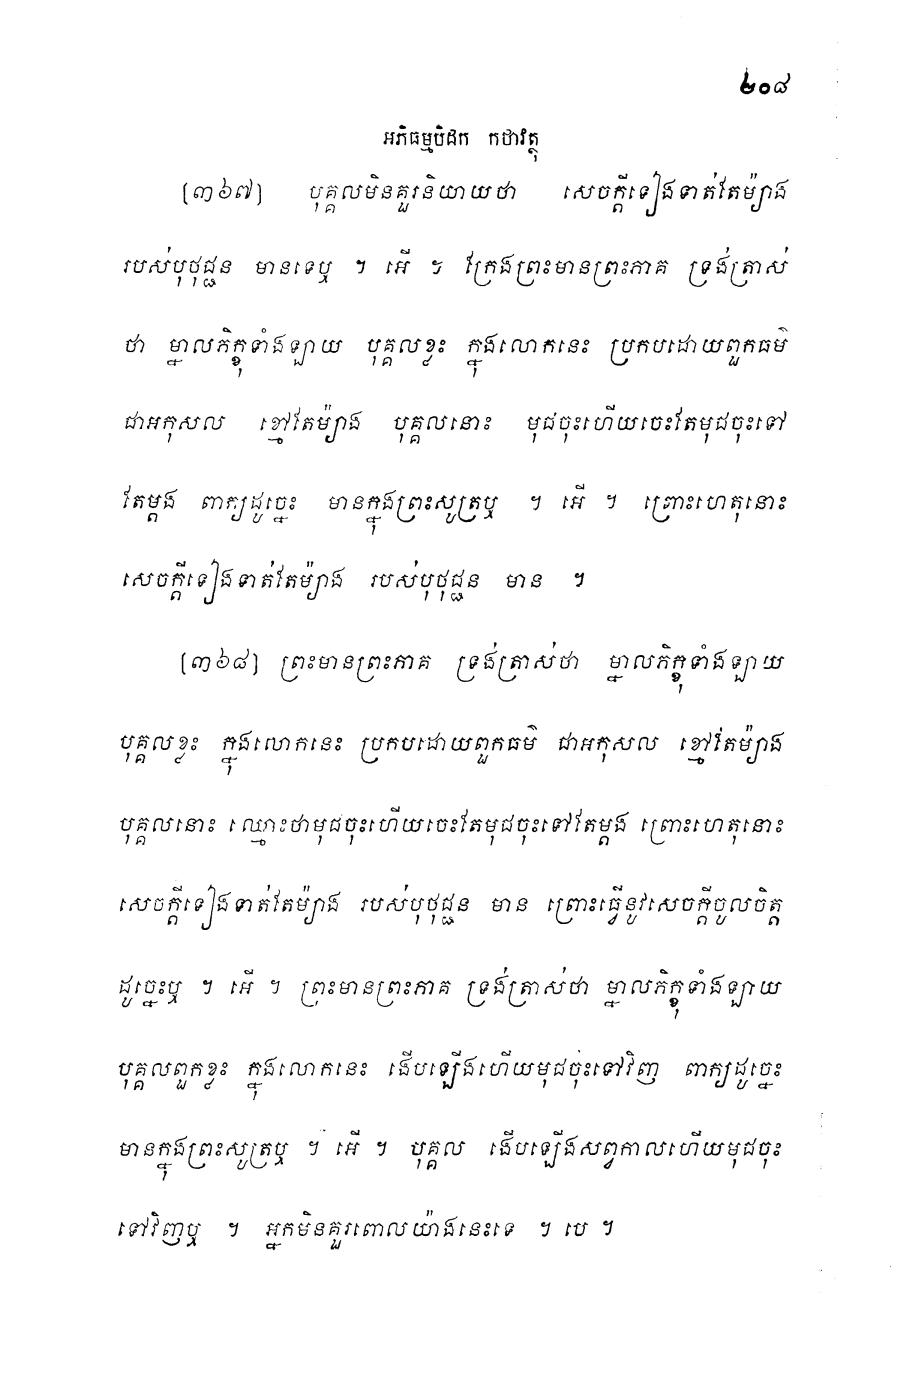 ២០៨
អភិធម្មបិដក កថាវត្ថុ
[៣៦៧] បុគ្គលមិនគួរនិយាយថា សេចក្តីទៀងទាត់តែម៉្យាង
របស់បុថុជ្ជន មានទេឬ ។ អើ ។ ក្រែងព្រះមានព្រះភាគ ទ្រង់ត្រាស់
ថា ម្នាលភិក្ខុទាំងឡាយ បុគ្គលខ្លះ ក្នុងលោកនេះ ប្រកបដោយពួកធម៌
ជាអកុសល ខ្មៅតែម៉្យាង បុគ្គលនោះ មុជចុះហើយចេះតែមុជចុះទៅ
តែម្តង ពាក្យដូច្នេះ មានក្នុងព្រះសូត្រឬ ។ អើ ។ ព្រោះហេតុនោះ
សេចក្តីទៀងទាត់តែម៉្យាង របស់បុថុជ្ជន មាន ។
[៣៦៨] ព្រះមានព្រះភាគ ទ្រង់ត្រាស់ថា ម្នាលភិក្ខុទាំងឡាយ
បុគ្គលខ្លះ ក្នុងលោកនេះ ប្រកបដោយពួកធម៌ ជាអកុសល ខ្មៅតែម៉្យាង
បុគ្គលនោះ ឈ្មោះថាមុជចុះហើយចេះតែមុជចុះទៅតែម្តង ព្រោះហេតុនោះ
សេចក្តីទៀងទាត់តែម៉្យាង របស់បុថុជ្ជន មាន ព្រោះធ្វើនូវសេចក្តីចូលចិត្ត
ដូច្នេះឬ ។ អើ ។ ព្រះមានព្រះភាគ ទ្រង់ត្រាស់ថា ម្នាលភិក្ខុទាំងឡាយ
បុគ្គលពួកខ្លះ ក្នុងលោកនេះ ងើបឡើងហើយមុជចុះទៅវិញ ពាក្យដូច្នេះ
មានក្នុងព្រះសូត្រឬ ។ អើ ។ បុគ្គល ងើបឡើងសព្វកាលហើយមុជចុះ
ទៅវិញឬ ។ អ្នកមិនគួរពោលយ៉ាងនេះទេ ។ បេ ។